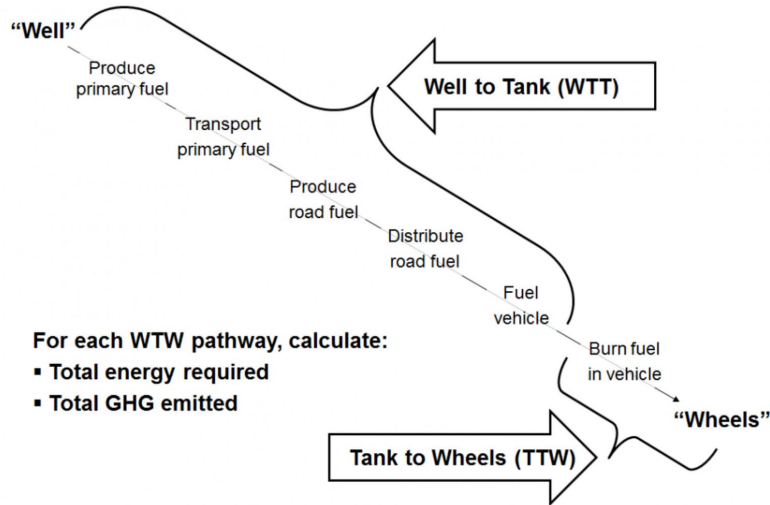 “Well”
Produce
primary fuel
Well to Tank (WTT)
Transport
primary fuel
Produce
road fuel
Distribute
road fuel
Fuel
vehicle
For each WTW pathway, calculate:
▪ Total energy required
▪ Total GHG emitted
Burn fuel
in vehicle
“Wheels”
Tank to Wheels (TTW)